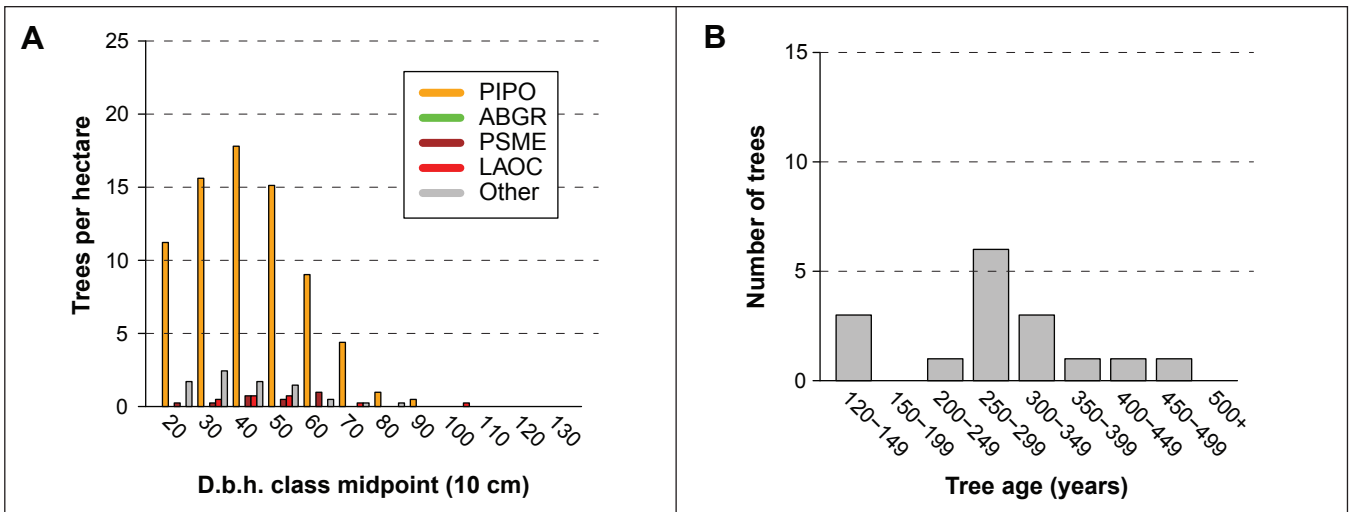 A
Trees per hectare
25
20
15
10
5
0
PIPO
ABGR
PSME
LAOC
Other
20 30 40 50 60 70 80 90 100 110 120 130
D.b.h. class midpoint (10 cm)
B
Number of trees
15
10
5
0
120–149 150–199 200–249 250–299 300–349 350–399 400–449 450–499 500+
Tree age (years)